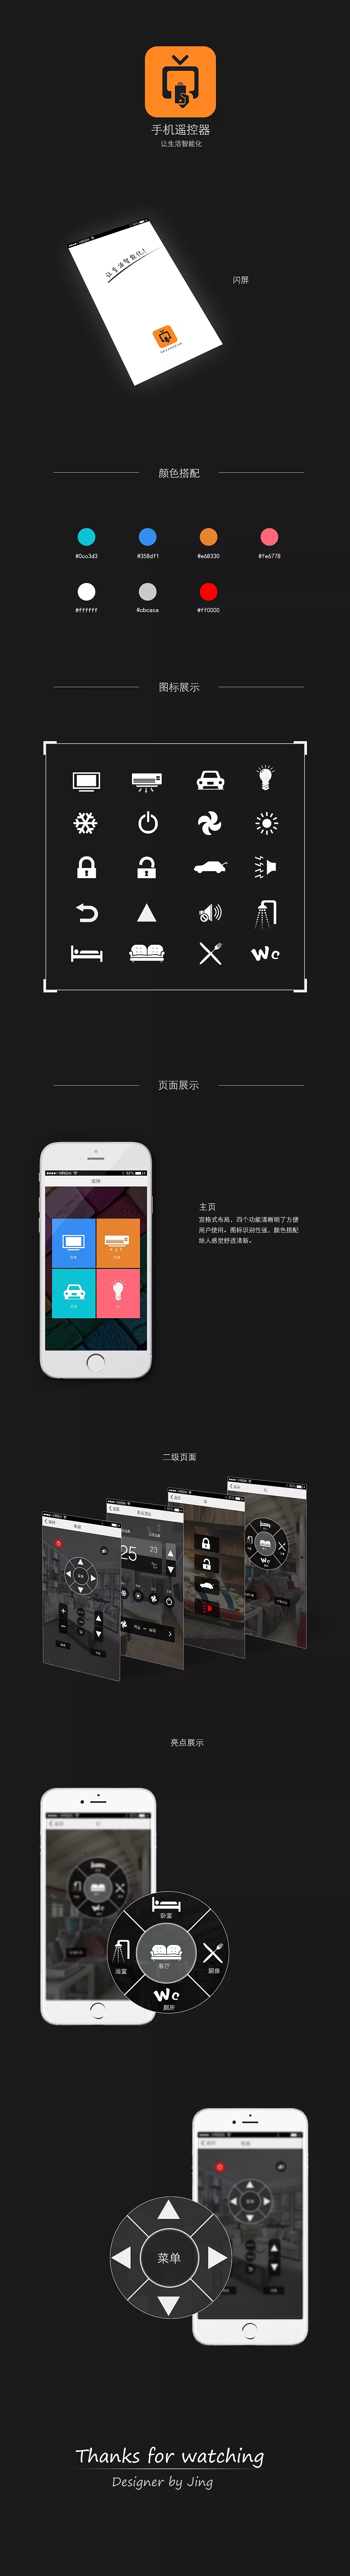 手机遥控器
让生活智能化
让生活智能化!
闪屏
颜色搭配
#0cc3d3
#358df1
#e68330
#fe6778
#ffffff
#cbcaca
#ff0000
图标展示
Wc
页面展示
VIRGIN
82%
主页
宫格式布局，四个功能清晰明了方便
用户使用。图标识别性强，颜色搭配
给人感觉舒适清新。
二级页面
25
23
℃
Wc
亮点展示
卧室
浴室
客厅
厨房
Wc
厕所
菜单
Thanks for watching
Designer by Jing